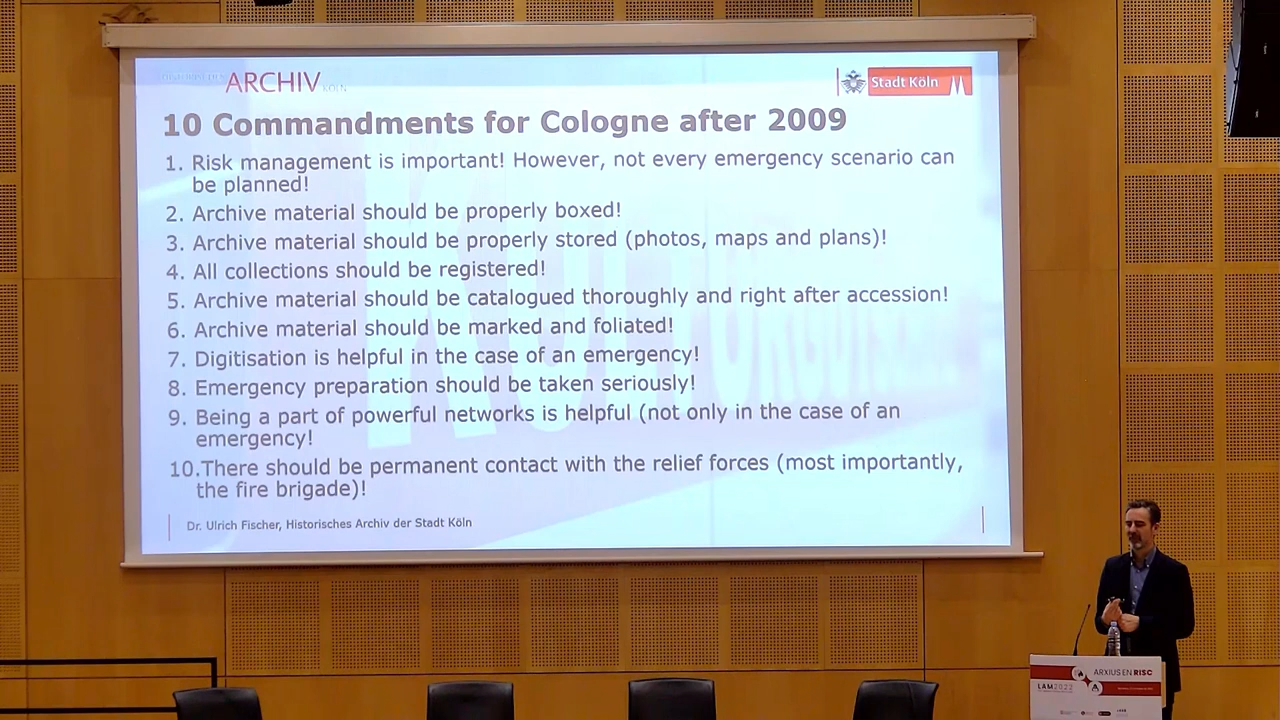 HISTORISCHES ARCHIV KÖLN
Stadt Köln
10 Commandments for Cologne after 2009
1. Risk management is important! However, not every emergency scenario can
be planned!
2. Archive material should be properly boxed!
3. Archive material should be properly stored (photos, maps and plans)!
4. All collections should be registered!
5. Archive material should be catalogued thoroughly and right after accession!
6. Archive material should be marked and foliated!
7. Digitisation is helpful in the case of an emergency!
8. Emergency preparation should be taken seriously!
9. Being a part of powerful networks is helpful (not only in the case of an
emergency!
10.There should be permanent contact with the relief forces (most importantly,
the fire brigade)!
Dr. Ulrich Fischer, Historisches Archiv der Stadt Köln
ARXIUS EN RISC
LAM2022